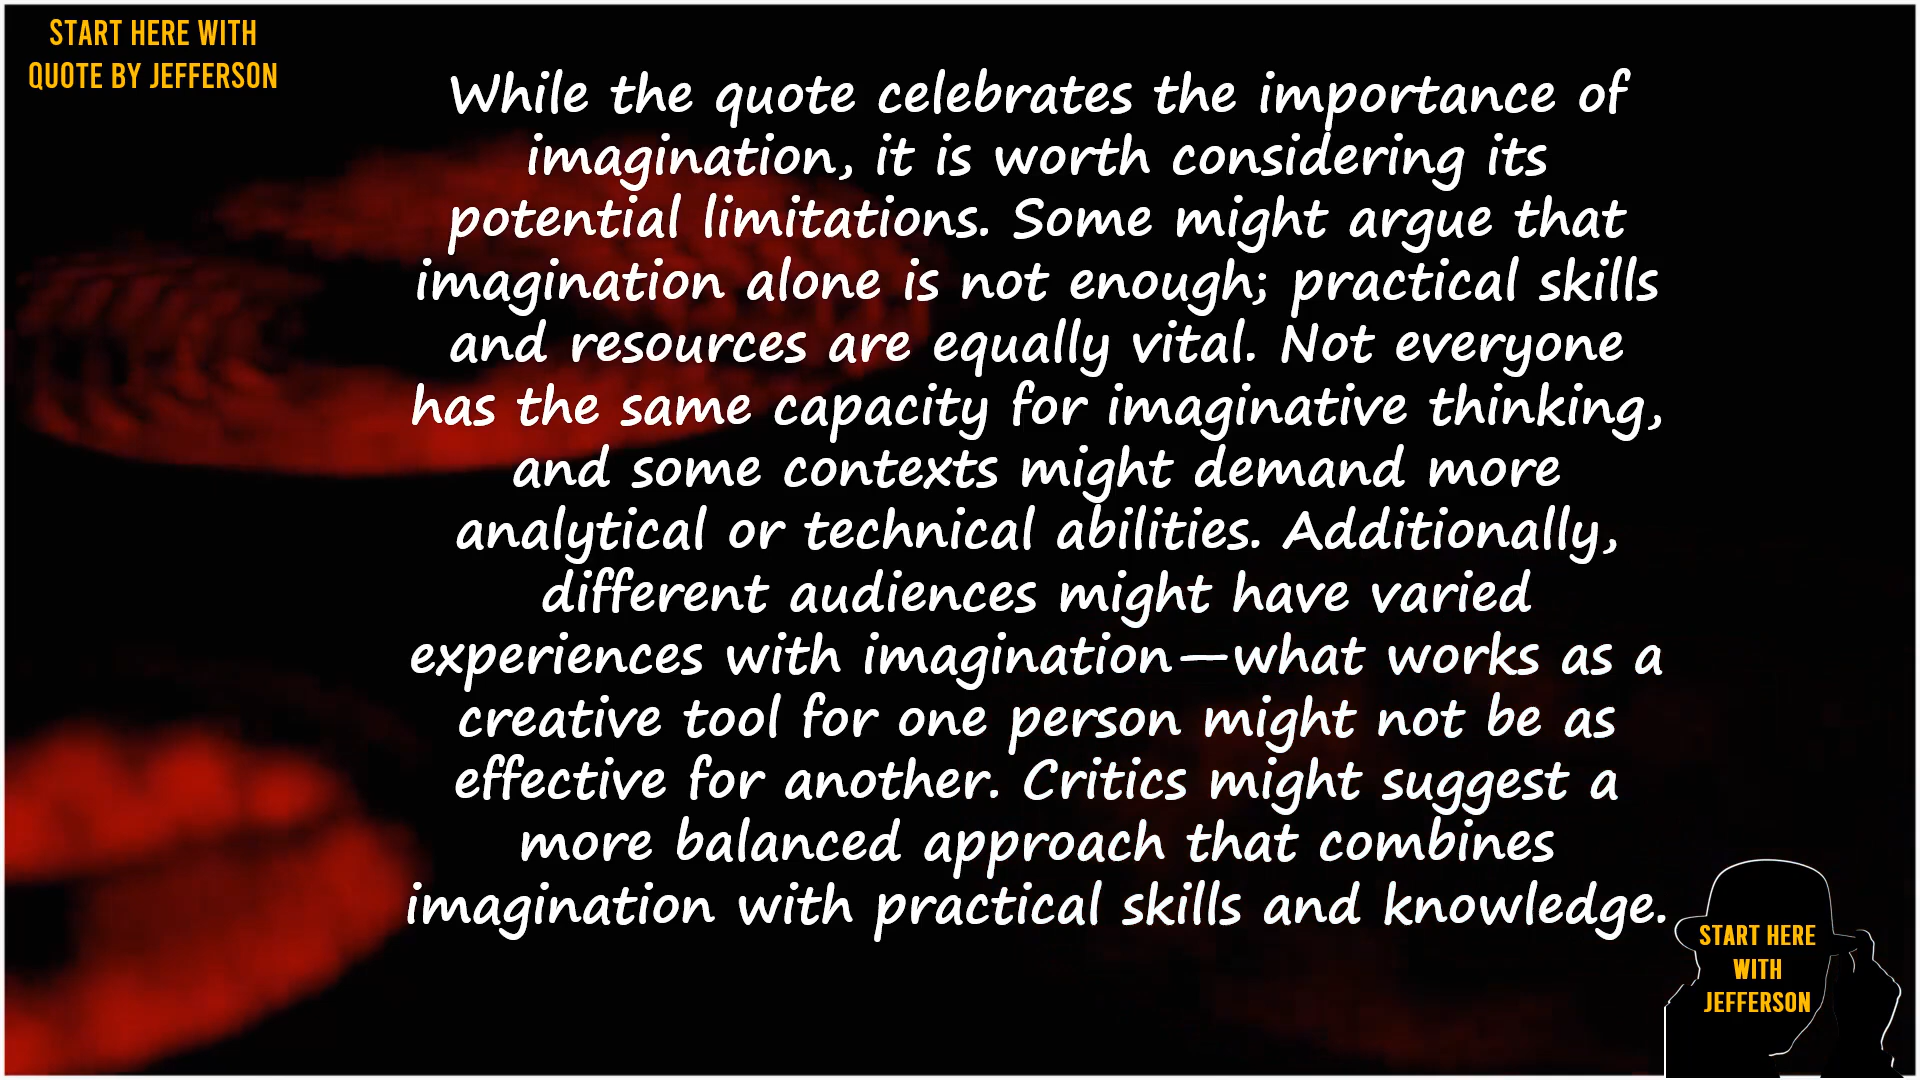 START HERE WITH
QUOTE BY JEFFERSON
While the quote celebrates the importance of
imagination, it is worth considering its
potential limitations. Some might argue that
imagination alone is not enough; practical skills
and resources are equally vital. Not everyone
has the same capacity for imaginative thinking,
and some contexts might demand more
analytical or technical abilities. Additionally,
different audiences might have varied
experiences with imagination—what works as a
creative tool for one person might not be as
effective for another. Critics might suggest a
more balanced approach that combines
imagination with practical skills and knowledge.
START HERE
WITH
JEFFERSON